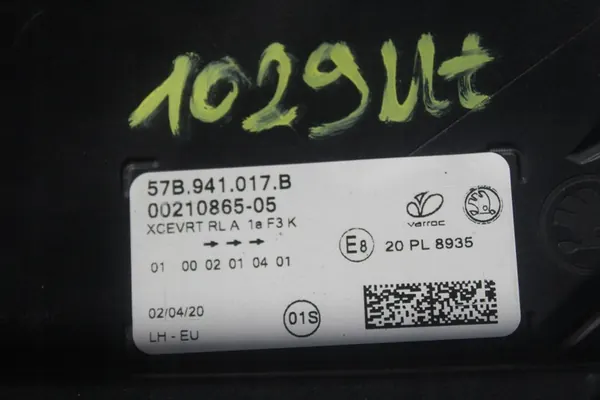 1029Ut
57B.941.017.B
00210865-05
XCEVRT RL A 1a F3 K
01 00 02 01 04 01
varroc
E8 20 PL 8935
02/04/20
01S
LH - EU